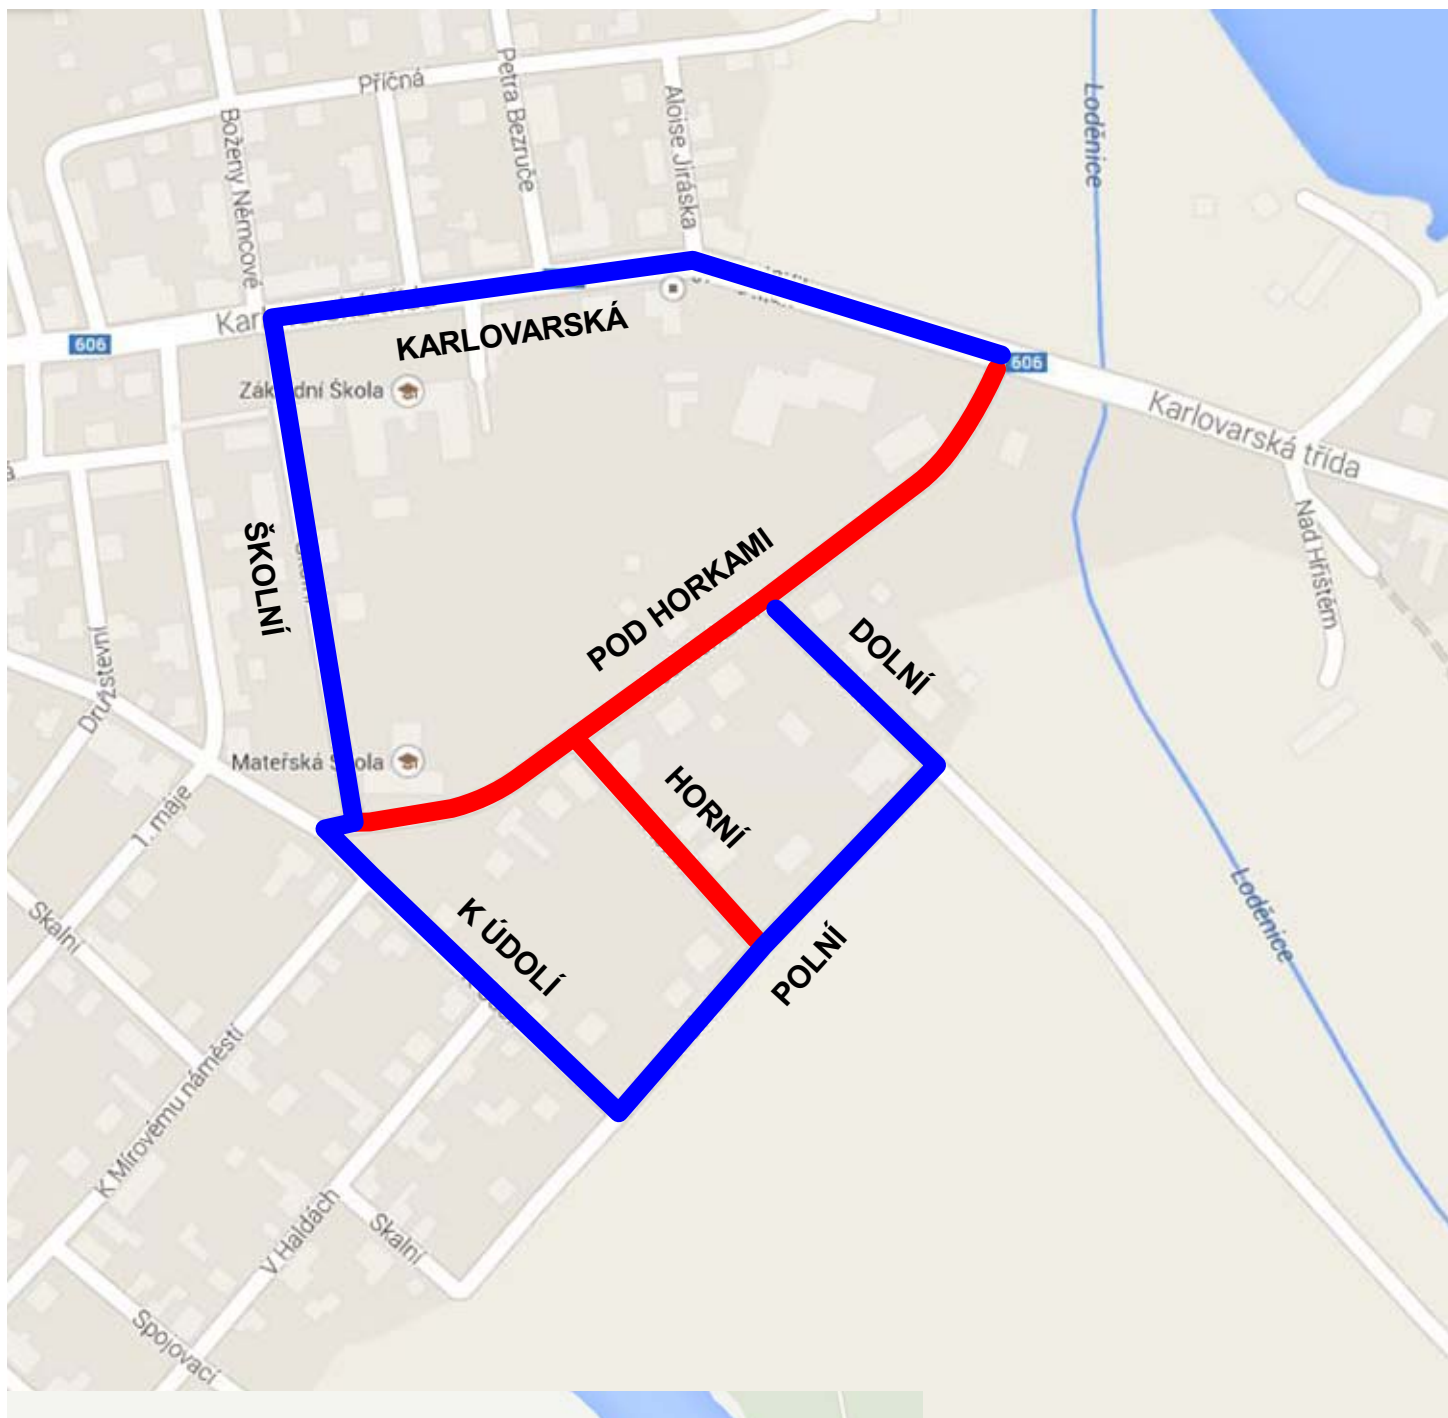 Příčná
Petra Bezruče
Aloise Jiráska
Boženy Němcové
Loděnice
606
KARLOVARSKÁ
606
Základní Škola
Karlovarská třída
ŠKOLNÍ
Nad Hřištěm
POD HORKAMI
DOLNÍ
Družstevní
Mateřská Škola
HORNÍ
1. máje
K ÚDOLÍ
Skalní
POLNÍ
Loděnice
K Mírovému náměstí
V Haldách
Skalní
Spojovací